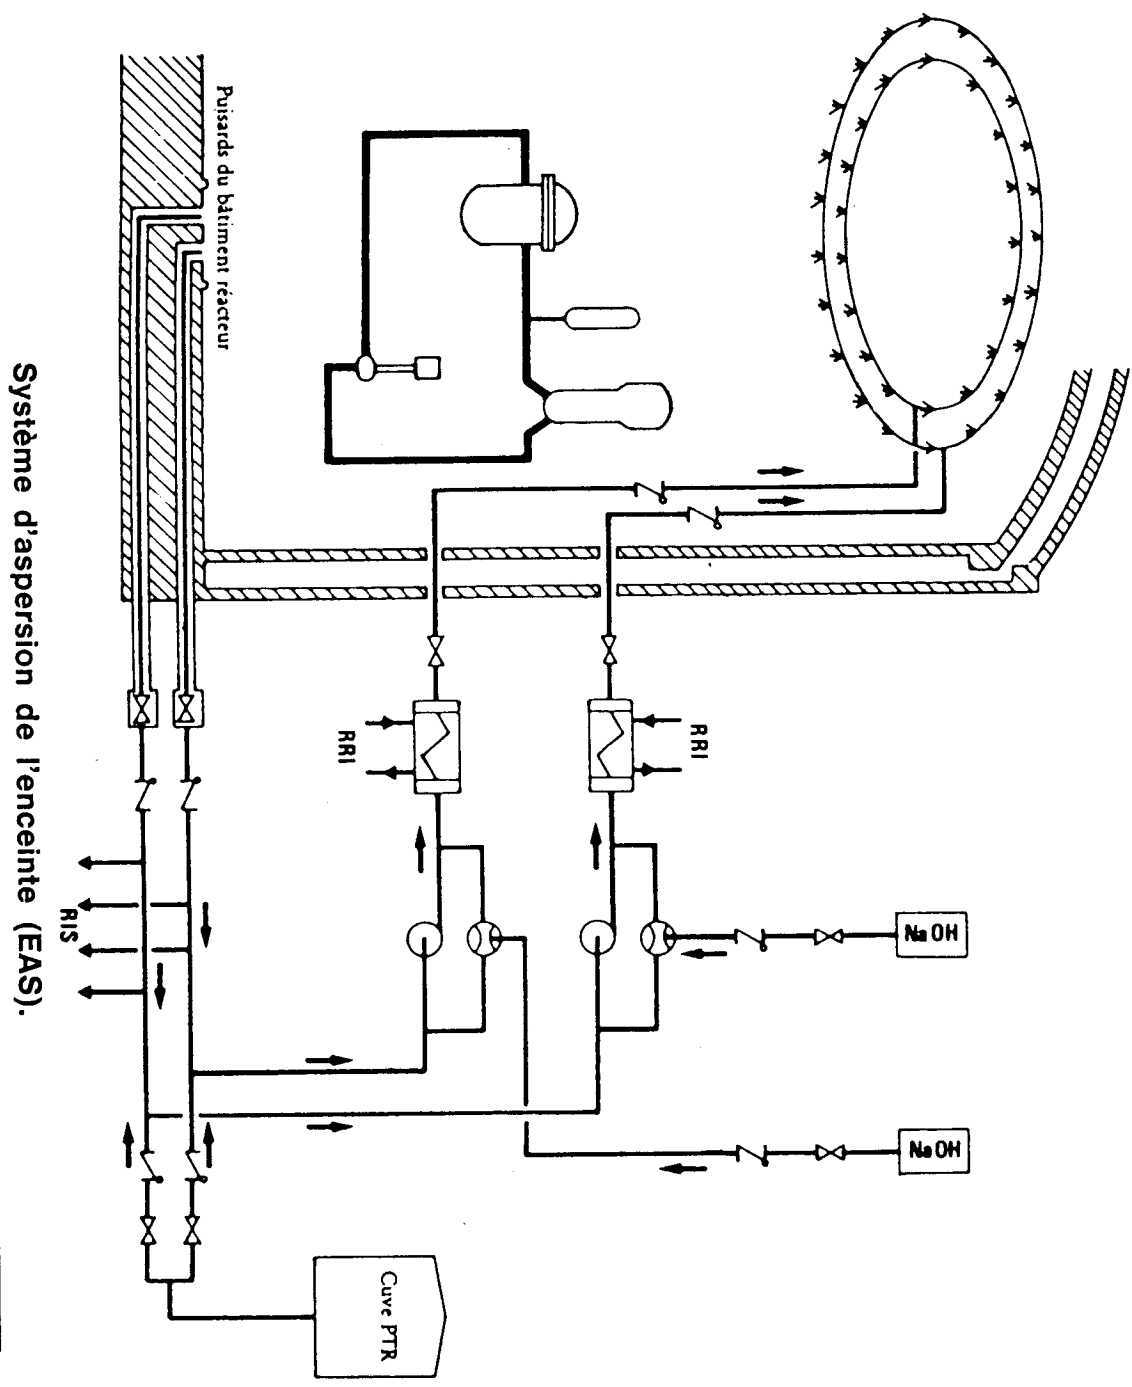 Puisards du bâtiment réacteur
RRI
RRI
RIS
Na OH
Na OH
Cuve PTR
Système d'aspersion de l'enceinte (EAS).